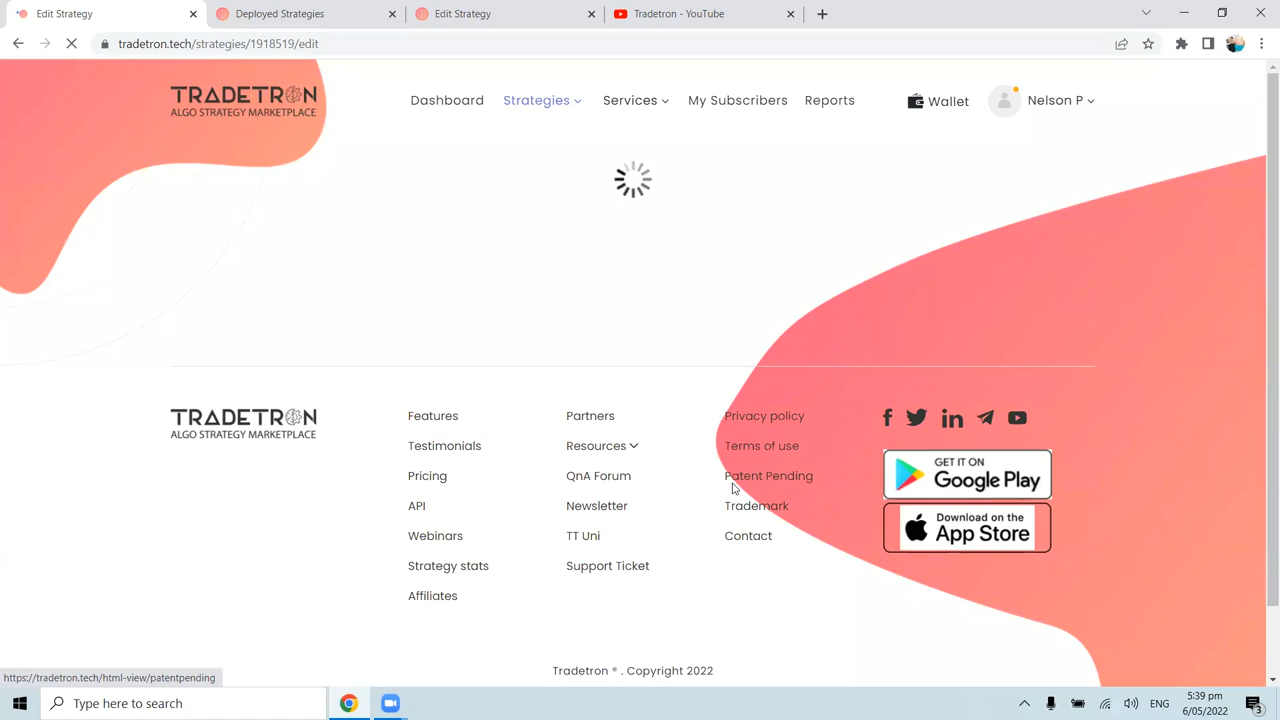 Edit Strategy
Deployed Strategies
Edit Strategy
Tradetron - YouTube
tradetron.tech/strategies/1918519/edit
TRADETRON
ALGO STRATEGY MARKETPLACE
Dashboard
Strategies
Services
My Subscribers
Reports
Wallet
Nelson P
TRADETRON
ALGO STRATEGY MARKETPLACE
Features
Testimonials
Pricing
API
Webinars
Strategy stats
Affiliates
Partners
Resources
QnA Forum
Newsletter
TT Uni
Support Ticket
Privacy policy
Terms of use
Patent Pending
Trademark
Contact
GET IT ON
Google Play
Download on the
App Store
Tradetron ® . Copyright 2022
https://tradetron.tech/html-view/patentpending
Type here to search
ENG
5:39 pm
6/05/2022
3